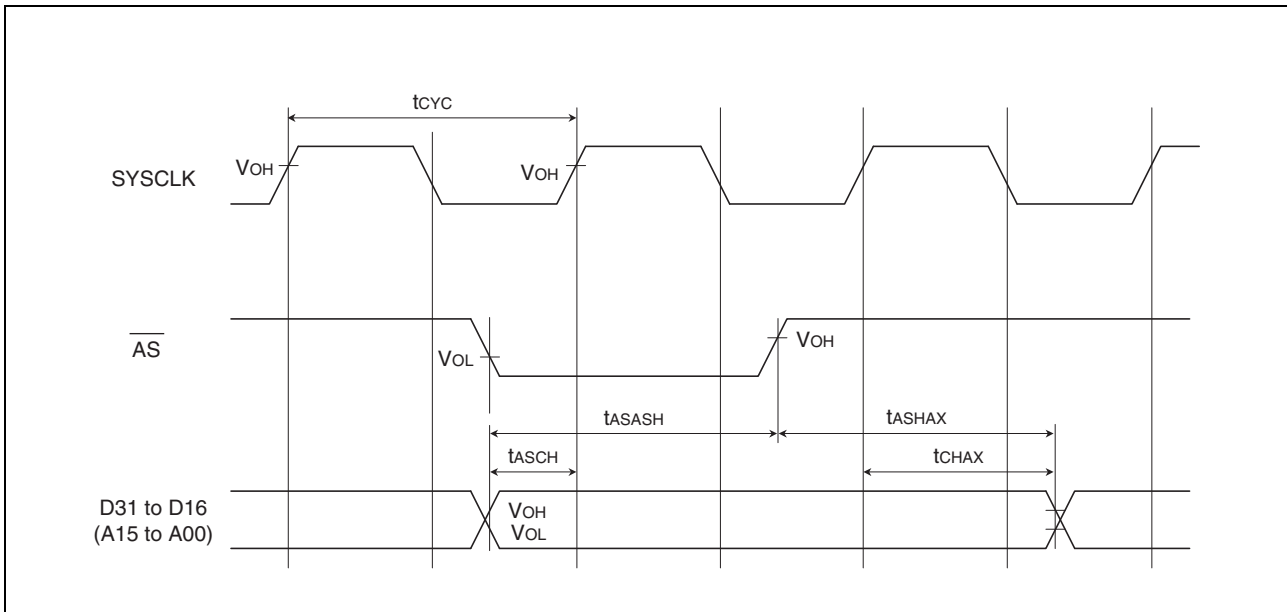 tCYC
VOH
VOH
SYSCLK
AS
VOL
VOH
tASASH
tASHAX
tASCH
tCHAX
D31 to D16
(A15 to A00)
VOH
VOL